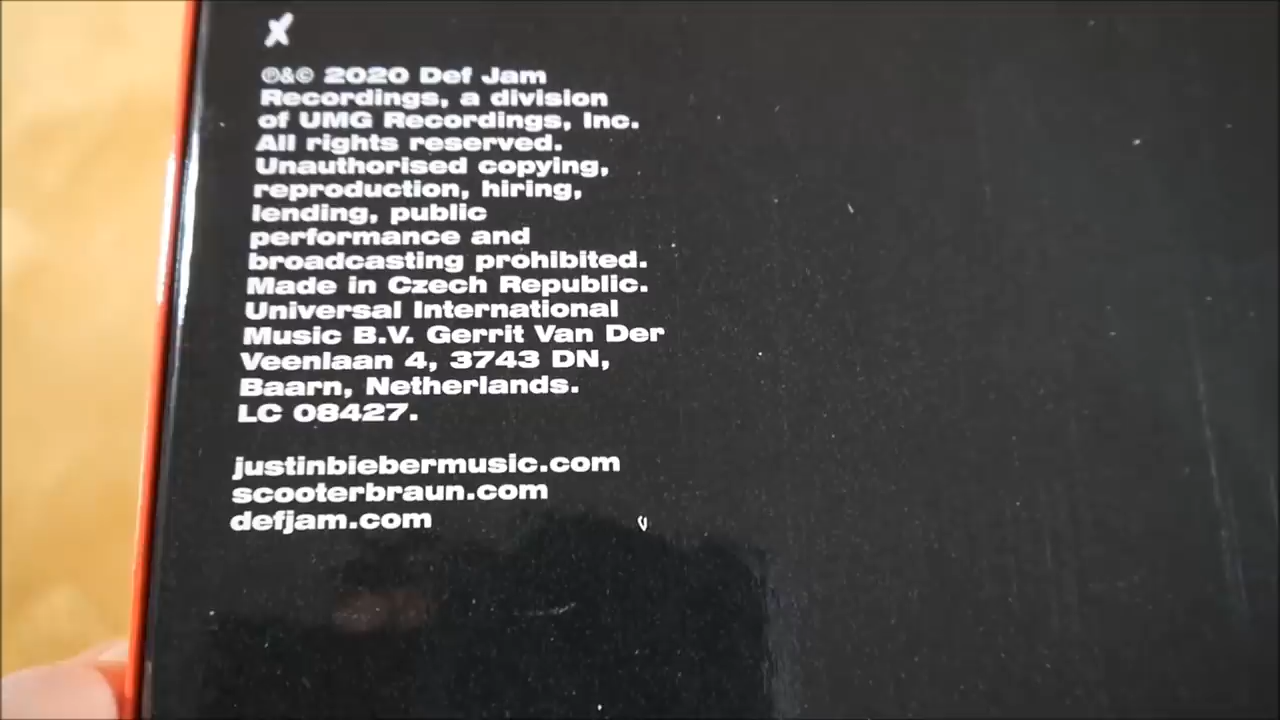 x
℗&© 2020 Def Jam
Recordings, a division
of UMG Recordings, Inc.
All rights reserved.
Unauthorised copying,
reproduction, hiring,
lending, public
performance and
broadcasting prohibited.
Made in Czech Republic.
Universal International
Music B.V. Gerrit Van Der
Veenlaan 4, 3743 DN,
Baarn, Netherlands.
LC 08427.
justinbiebermusic.com
scooterbraun.com
defjam.com